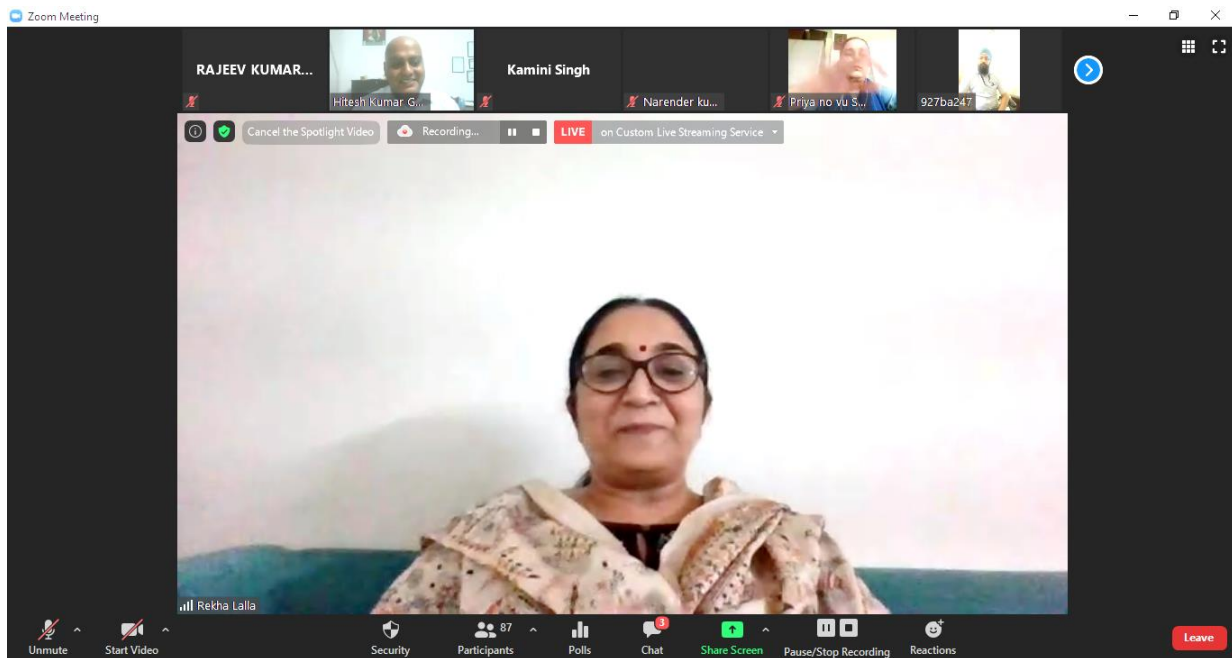 Zoom Meeting
RAJEEV KUMAR...
Hitesh Kumar G...
Kamini Singh
Narender ku...
Priya no vu S...
927ba247
Cancel the Spotlight Video
Recording...
LIVE on Custom Live Streaming Service
Rekha Lalla
Unmute
Start Video
Security
87
Participants
Polls
3
Chat
Share Screen
Pause/Stop Recording
Reactions
Leave